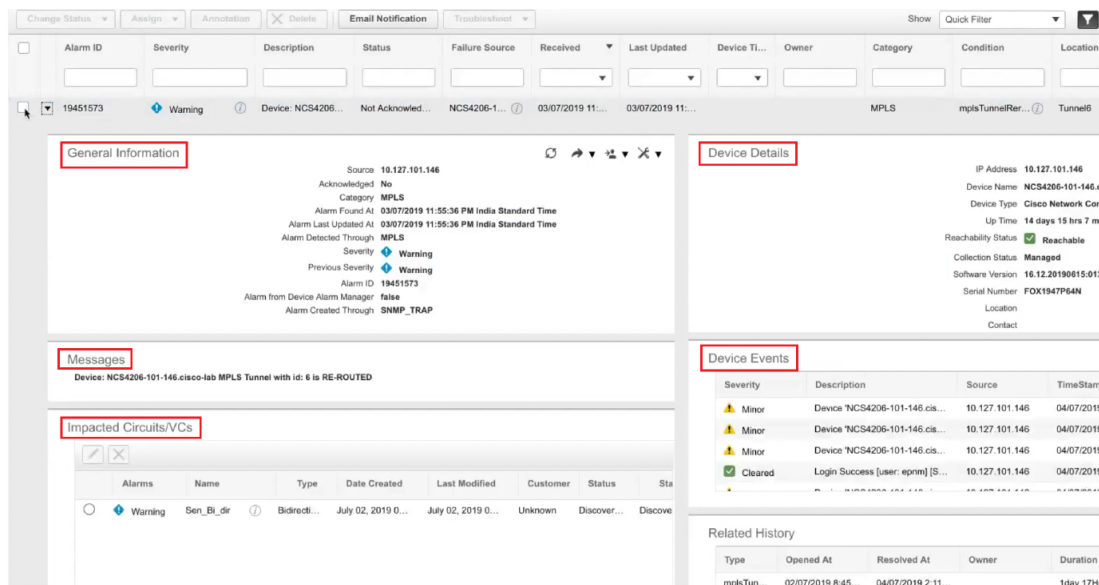 Change Status Assign Annotation Delete Email Notification Troubleshoot Show Quick Filter
Alarm ID Severity Description Status Failure Source Received Last Updated Device Ti... Owner Category Condition Location
19451573 Warning Device: NCS4206... Not Acknowled... NCS4206-1... 03/07/2019 11:... 03/07/2019 11:... MPLS mplsTunnelRer... Tunnel6
General Information
Source 10.127.101.146
Acknowledged No
Category MPLS
Alarm Found At 03/07/2019 11:55:36 PM India Standard Time
Alarm Last Updated At 03/07/2019 11:55:36 PM India Standard Time
Alarm Detected Through MPLS
Severity Warning
Previous Severity Warning
Alarm ID 19451573
Alarm from Device Alarm Manager false
Alarm Created Through SNMP_TRAP
Device Details
IP Address 10.127.101.146
Device Name NCS4206-101-146.c
Device Type Cisco Network Cor
Up Time 14 days 15 hrs 7 m
Reachability Status Reachable
Collection Status Managed
Software Version 16.12.20190615:013
Serial Number FOX1947P64N
Location
Contact
Messages
Device: NCS4206-101-146.cisco-lab MPLS Tunnel with id: 6 is RE-ROUTED
Device Events
Severity Description Source TimeStam
Minor Device 'NCS4206-101-146.cis... 10.127.101.146 04/07/2019
Minor Device 'NCS4206-101-146.cis... 10.127.101.146 04/07/2019
Minor Device 'NCS4206-101-146.cis... 10.127.101.146 04/07/2019
Cleared Login Success [user: epnm] [S... 10.127.101.146 04/07/2019
Impacted Circuits/VCs
Alarms Name Type Date Created Last Modified Customer Status Sta
Warning Sen_Bi_dir Bidirecti... July 02, 2019 0... July 02, 2019 0... Unknown Discover... Discove
Related History
Type Opened At Resolved At Owner Duration
mplsTun... 02/07/2019 8:45... 04/07/2019 2:11... 1day 17H